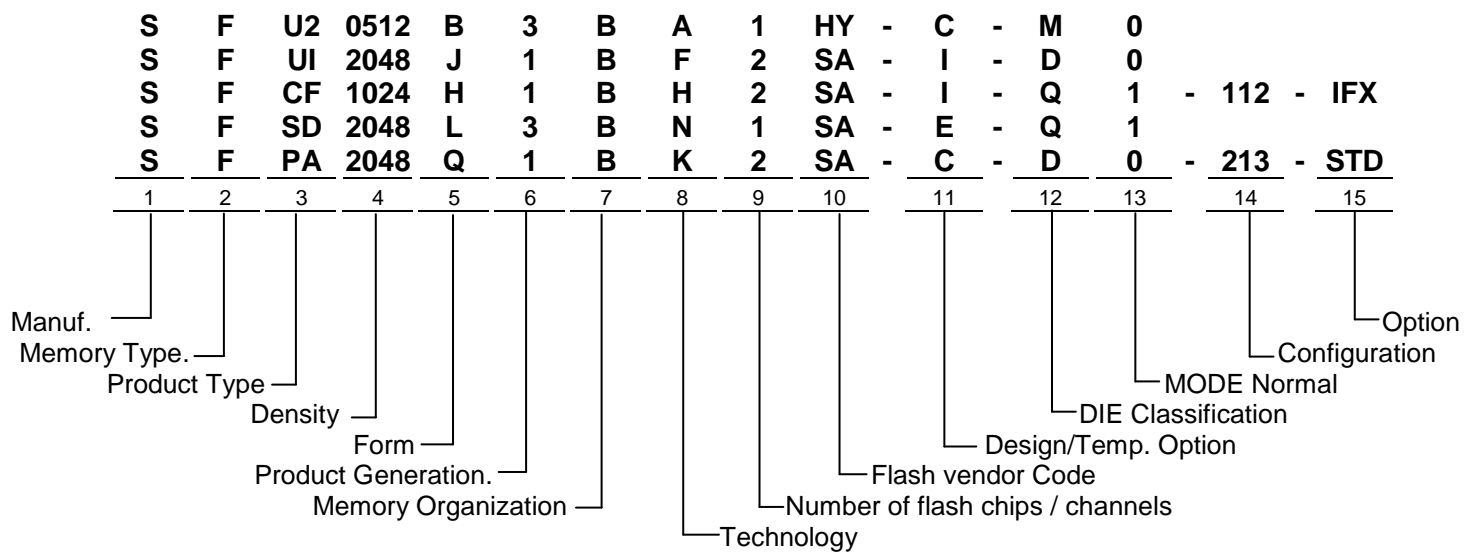 S F U2 0512 B 3 B A 1 HY - C - M 0
S F UI 2048 J 1 B F 2 SA - I - D 0
S F CF 1024 H 1 B H 2 SA - I - Q 1 - 112 - IFX
S F SD 2048 L 3 B N 1 SA - E - Q 1
S F PA 2048 Q 1 B K 2 SA - C - D 0 - 213 - STD
1 2 3 4 5 6 7 8 9 10 11 12 13 14 15
Manuf. Option
Memory Type. Configuration
Product Type MODE Normal
Density DIE Classification
Form Design/Temp. Option
Product Generation. Flash vendor Code
Memory Organization Number of flash chips / channels
Technology